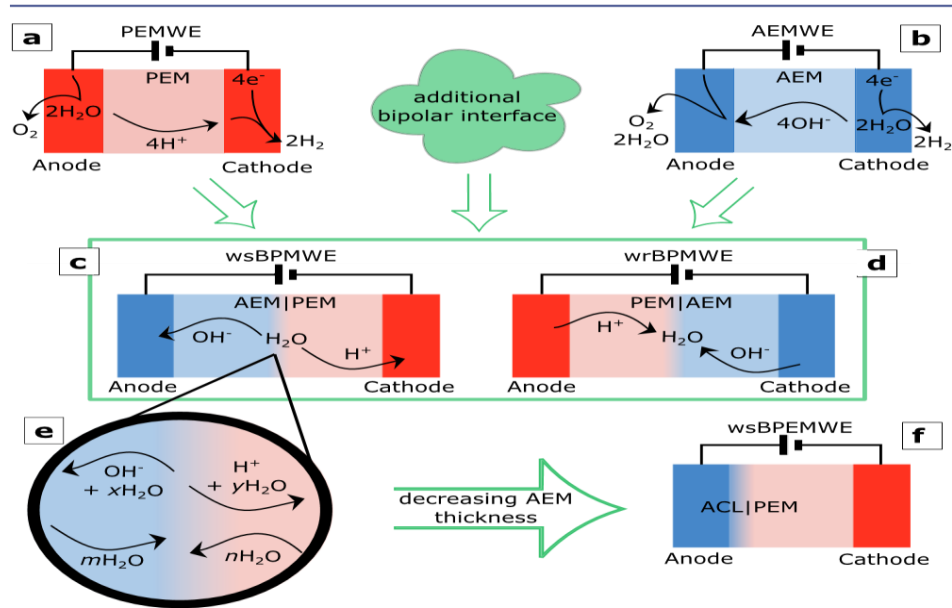 a
PEMWE
PEM
4e⁻
2H₂O
O₂
4H⁺
2H₂
Anode
Cathode
additional
bipolar interface
AEMWE
b
AEM
4e⁻
O₂
2H₂O
4OH⁻
2H₂O
2H₂
Anode
Cathode
c
wsBPMWE
AEM|PEM
OH⁻
H₂O
H⁺
Anode
Cathode
wrBPMWE
d
PEM|AEM
H⁺
H₂O
OH⁻
Anode
Cathode
e
OH⁻
+ xH₂O
H⁺
+ yH₂O
mH₂O
nH₂O
decreasing AEM
thickness
wsBPEMWE
f
ACL|PEM
Anode
Cathode